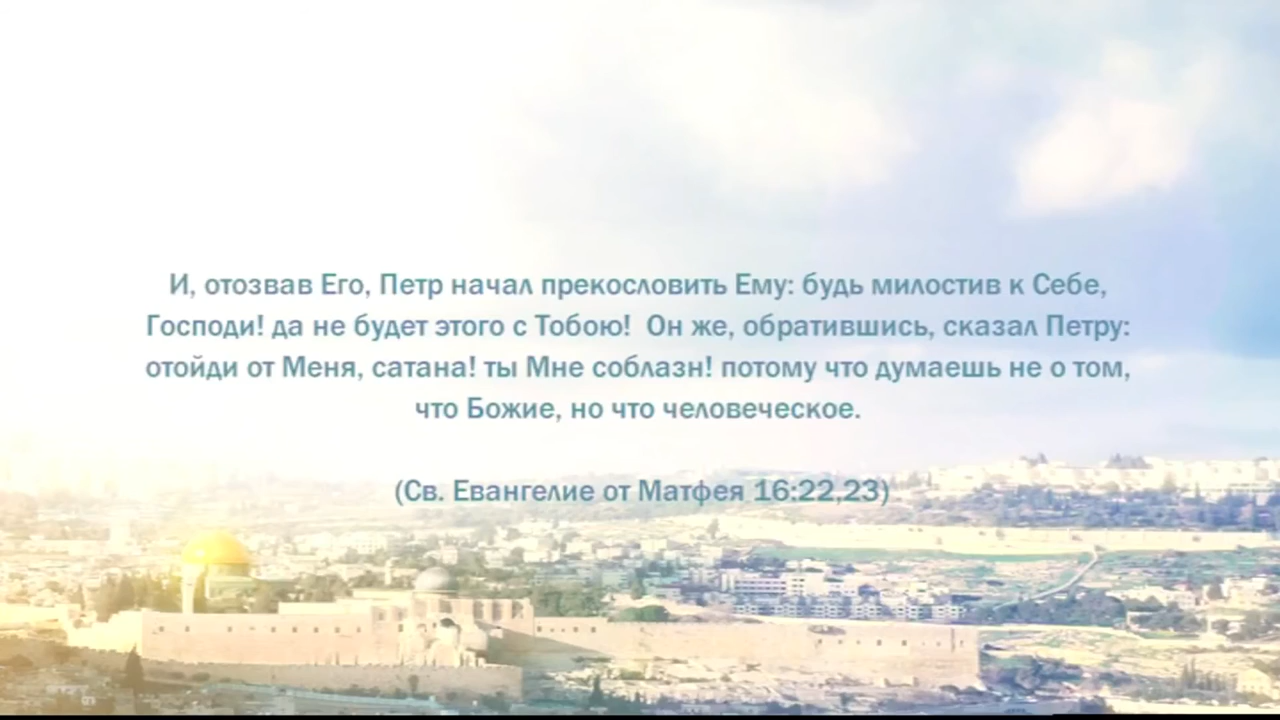 И, отозвав Его, Петр начал прекословить Ему: будь милостив к Себе,
Господи! да не будет этого с Тобою!  Он же, обратившись, сказал Петру:
отойди от Меня, сатана! ты Мне соблазн! потому что думаешь не о том,
что Божие, но что человеческое.
(Св. Евангелие от Матфея 16:22,23)